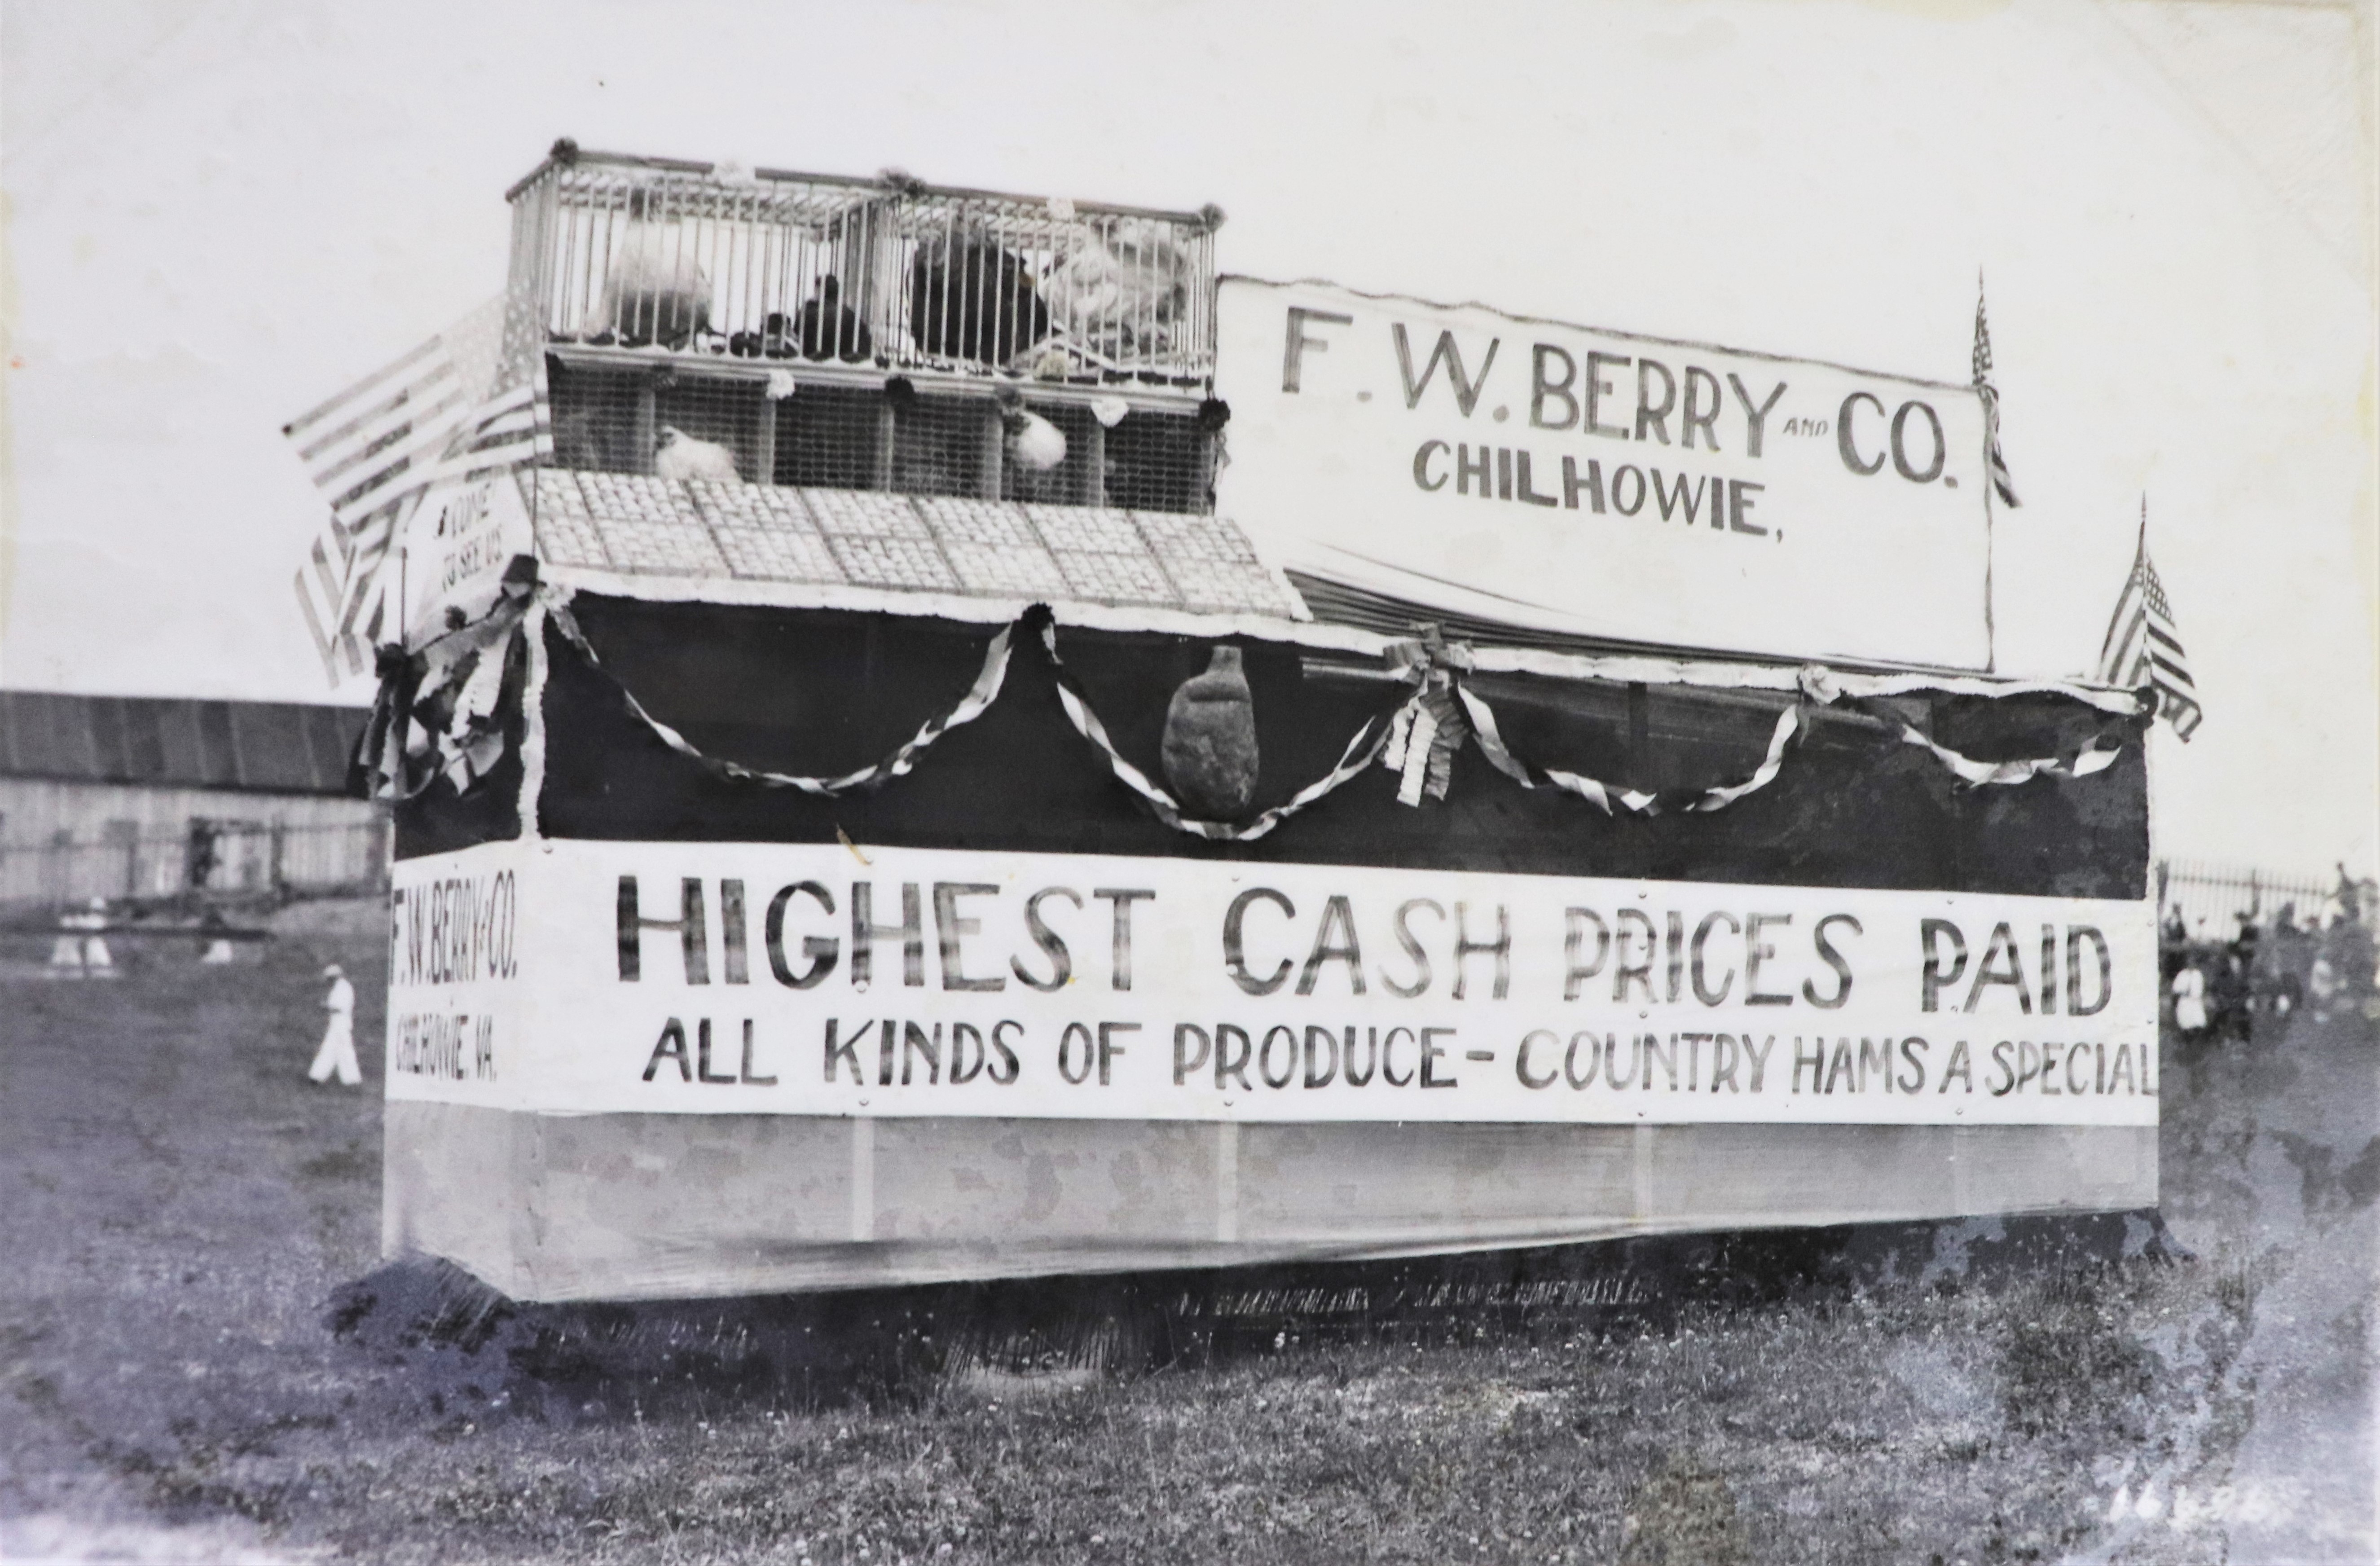 F. W. BERRY AND CO.
CHILHOWIE,
COME
TO SEE US
F. W. BERRY & CO.
CHILHOWIE, VA.
HIGHEST CASH PRICES PAID
ALL KINDS OF PRODUCE - COUNTRY HAMS A SPECIAL